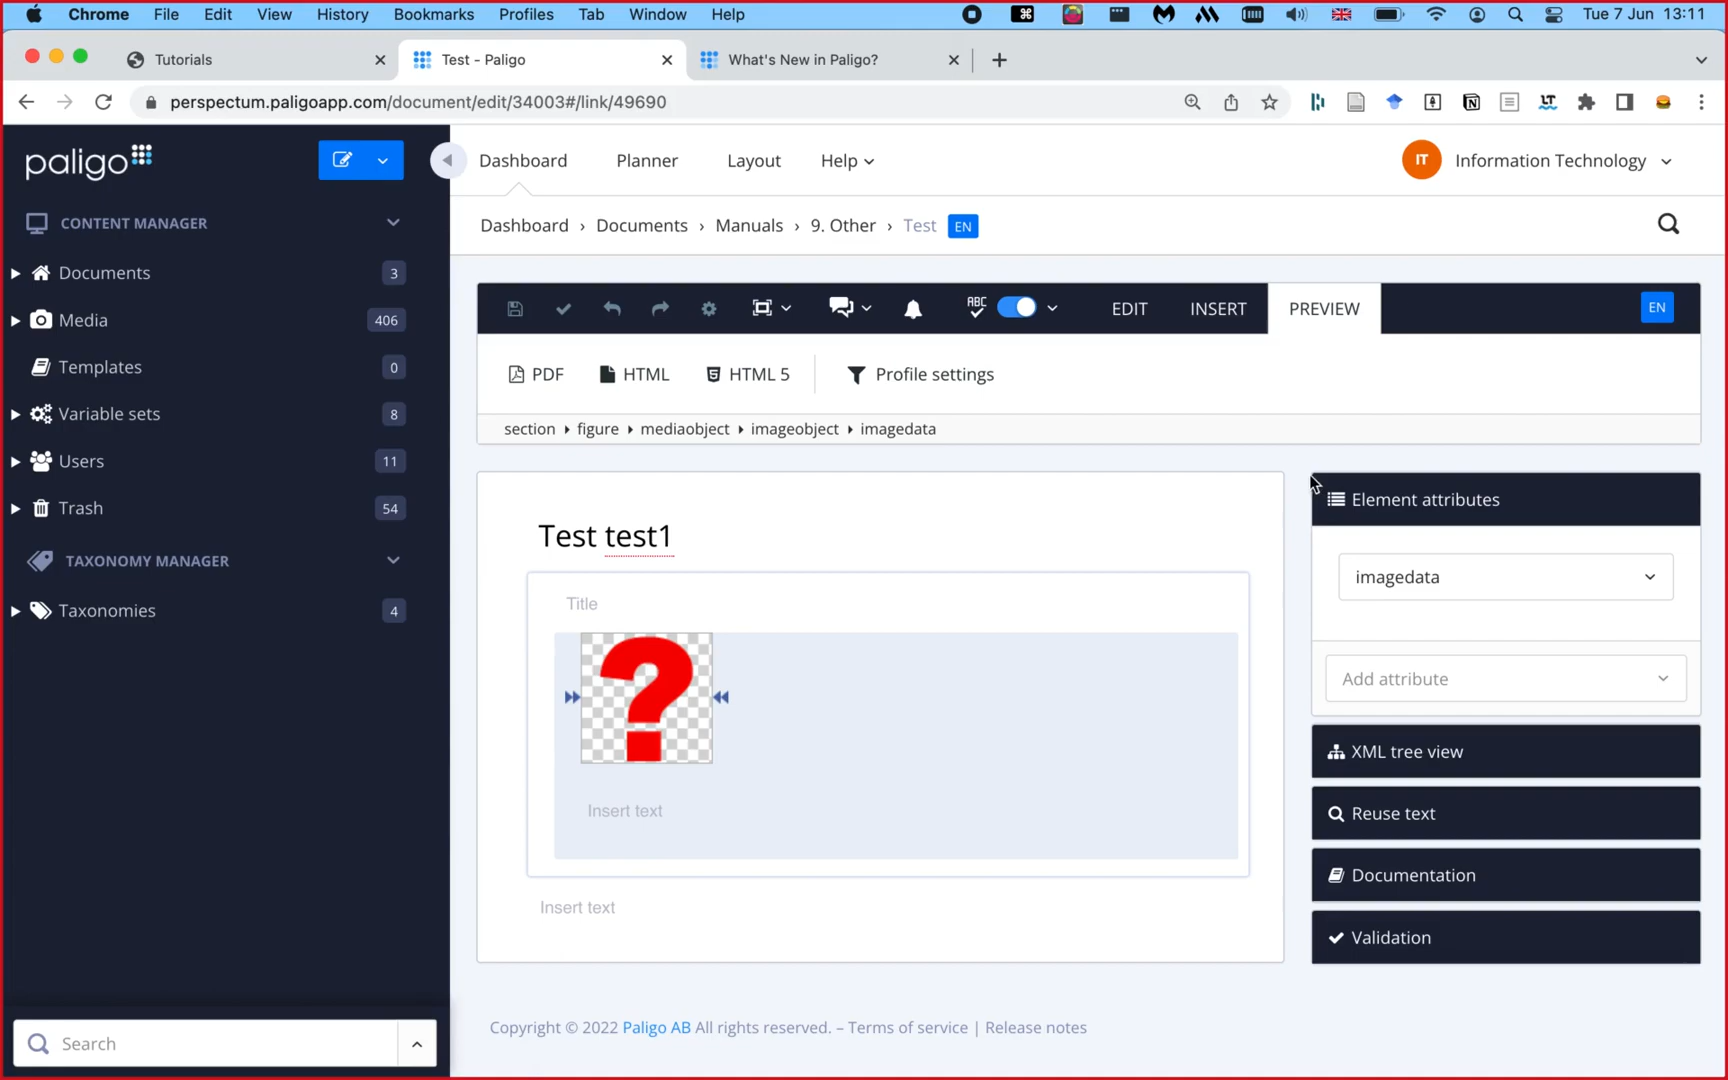 Chrome File Edit View History Bookmarks Profiles Tab Window Help Tue 7 Jun 13:11
Tutorials Test - Paligo What's New in Paligo?
perspectum.paligoapp.com/document/edit/34003#/link/49690
paligo Dashboard Planner Layout Help IT Information Technology
CONTENT MANAGER
Dashboard › Documents › Manuals › 9. Other › Test EN
Documents 3
Media 406
Templates 0
Variable sets 8
Users 11
Trash 54
TAXONOMY MANAGER
Taxonomies 4
Search
ABC EDIT INSERT PREVIEW EN
PDF HTML HTML 5 Profile settings
section figure mediaobject imageobject imagedata
Test test1
Title
?
Insert text
Insert text
Element attributes
imagedata
Add attribute
XML tree view
Reuse text
Documentation
Validation
Copyright © 2022 Paligo AB All rights reserved. – Terms of service | Release notes